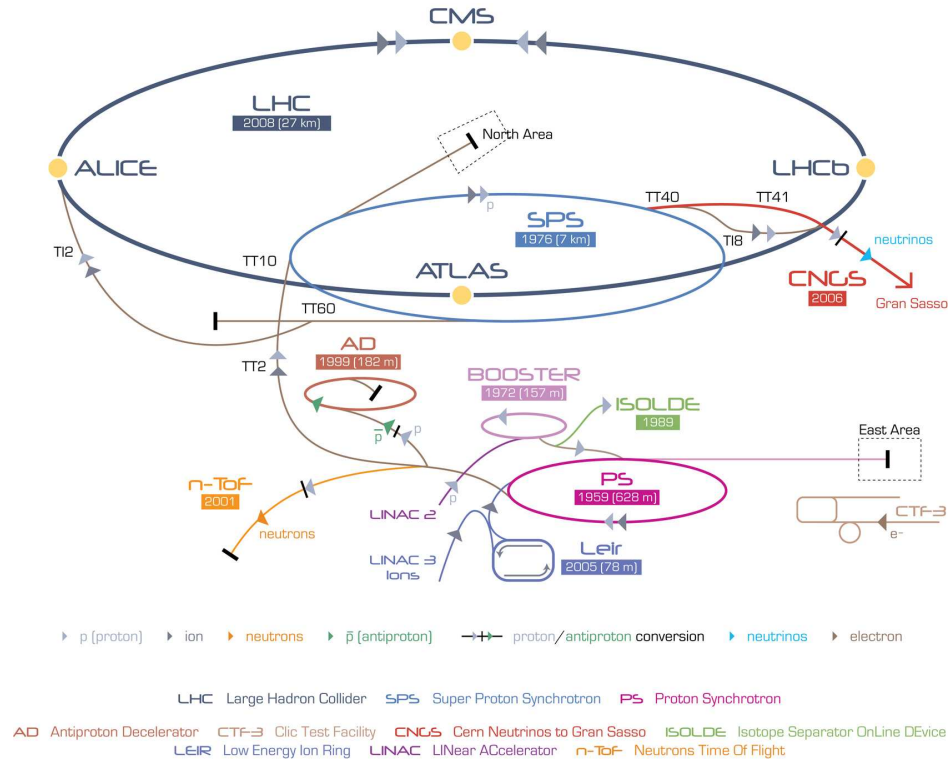 CMS
LHC
2008 (27 km)
North Area
ALICE
LHCb
p
SPS
1976 (7 km)
TT40
TT41
TI8
TI2
TT10
ATLAS
neutrinos
CNGS
2006
Gran Sasso
TT60
AD
1999 (182 m)
TT2
BOOSTER
1972 (157 m)
ISOLDE
1989
p̅
p
East Area
n-ToF
2001
PS
1959 (628 m)
LINAC 2
p
neutrons
CTF-3
e-
LINAC 3
Ions
Leir
2005 (78 m)
p (proton)
ion
neutrons
p̅ (antiproton)
proton/antiproton conversion
neutrinos
electron
LHC Large Hadron Collider SPS Super Proton Synchrotron PS Proton Synchrotron
AD Antiproton Decelerator CTF-3 Clic Test Facility CNGS Cern Neutrinos to Gran Sasso ISOLDE Isotope Separator OnLine DEvice
LEIR Low Energy Ion Ring LINAC LINear ACcelerator n-ToF Neutrons Time Of Flight